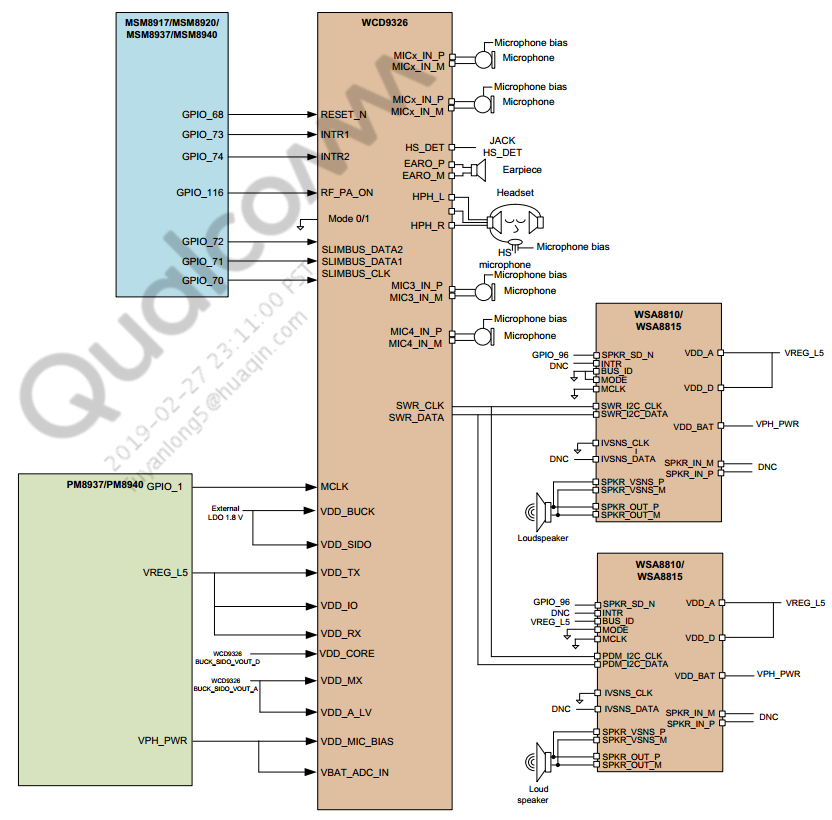 MSM8917/MSM8920/
MSM8937/MSM8940
GPIO_68
GPIO_73
GPIO_74
GPIO_116
GPIO_72
GPIO_71
GPIO_70
WCD9326
RESET_N
INTR1
INTR2
RF_PA_ON
Mode 0/1
SLIMBUS_DATA2
SLIMBUS_DATA1
SLIMBUS_CLK
MICx_IN_P
MICx_IN_M
Microphone bias
Microphone
MICx_IN_P
MICx_IN_M
Microphone bias
Microphone
HS_DET
JACK
HS_DET
EARO_P
EARO_M
Earpiece
HPH_L
HPH_R
Headset
Microphone bias
HS
microphone
MIC3_IN_P
MIC3_IN_M
Microphone bias
Microphone
MIC4_IN_P
MIC4_IN_M
Microphone bias
Microphone
SWR_CLK
SWR_DATA
PM8937/PM8940
GPIO_1
MCLK
External
LDO 1.8 V
VDD_BUCK
VDD_SIDO
VREG_L5
VDD_TX
VDD_IO
VDD_RX
WCD9326
BUCK_SIDO_VOUT_D
VDD_CORE
WCD9326
BUCK_SIDO_VOUT_A
VDD_MX
VDD_A_LV
VPH_PWR
VDD_MIC_BIAS
VBAT_ADC_IN
WSA8810/
WSA8815
GPIO_96
DNC
SPKR_SD_N
INTR
BUS_ID
MODE
MCLK
SWR_I2C_CLK
SWR_I2C_DATA
IVSNS_CLK
DNC
IVSNS_DATA
SPKR_VSNS_P
SPKR_VSNS_M
SPKR_OUT_P
SPKR_OUT_M
Loudspeaker
VDD_A
VREG_L5
VDD_D
VDD_BAT
VPH_PWR
SPKR_IN_M
SPKR_IN_P
DNC
WSA8810/
WSA8815
GPIO_96
DNC
VREG_L5
SPKR_SD_N
INTR
BUS_ID
MODE
MCLK
PDM_I2C_CLK
PDM_I2C_DATA
IVSNS_CLK
DNC
IVSNS_DATA
SPKR_VSNS_P
SPKR_VSNS_M
SPKR_OUT_P
SPKR_OUT_M
Loud
speaker
VDD_A
VREG_L5
VDD_D
VDD_BAT
VPH_PWR
SPKR_IN_M
SPKR_IN_P
DNC
Qualcomm
2019-02-27 23:11:00 PST